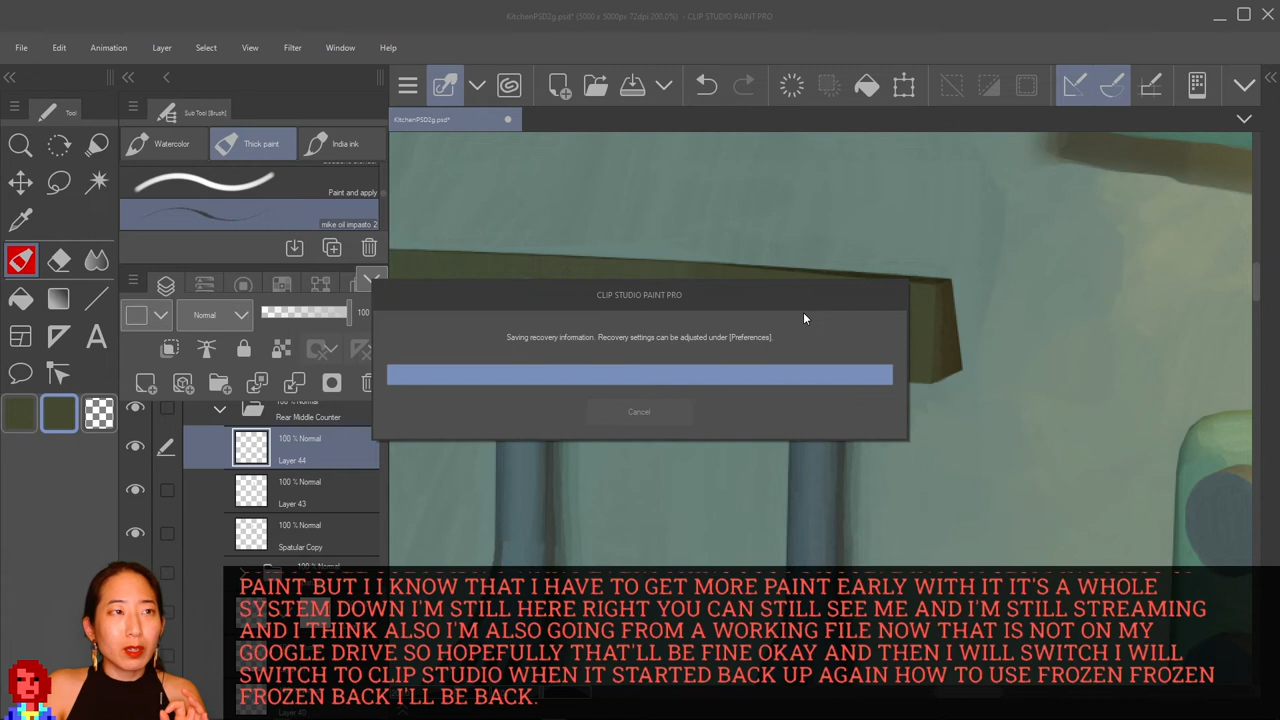 KitchenPSD2g.psd* (5000 x 5000px 72dpi 200.0%) - CLIP STUDIO PAINT PRO
File Edit Animation Layer Select View Filter Window Help
Tool
Sub Tool [Brush]
KitchenPSD2g.psd*
Watercolor Thick paint India ink
Paint and apply
mike oil impasto 2
Normal 100
CLIP STUDIO PAINT PRO
Saving recovery information. Recovery settings can be adjusted under [Preferences].
Cancel
Rear Middle Counter
100 % Normal
Layer 44
100 % Normal
Layer 43
100 % Normal
Spatular Copy
PAINT BUT I I KNOW THAT I HAVE TO GET MORE PAINT EARLY WITH IT IT'S A WHOLE
SYSTEM DOWN I'M STILL HERE RIGHT YOU CAN STILL SEE ME AND I'M STILL STREAMING
AND I THINK ALSO I'M ALSO GOING FROM A WORKING FILE NOW THAT IS NOT ON MY
GOOGLE DRIVE SO HOPEFULLY THAT'LL BE FINE OKAY AND THEN I WILL SWITCH I WILL
SWITCH TO CLIP STUDIO WHEN IT STARTED BACK UP AGAIN HOW TO USE FROZEN FROZEN
FROZEN BACK I'LL BE BACK.